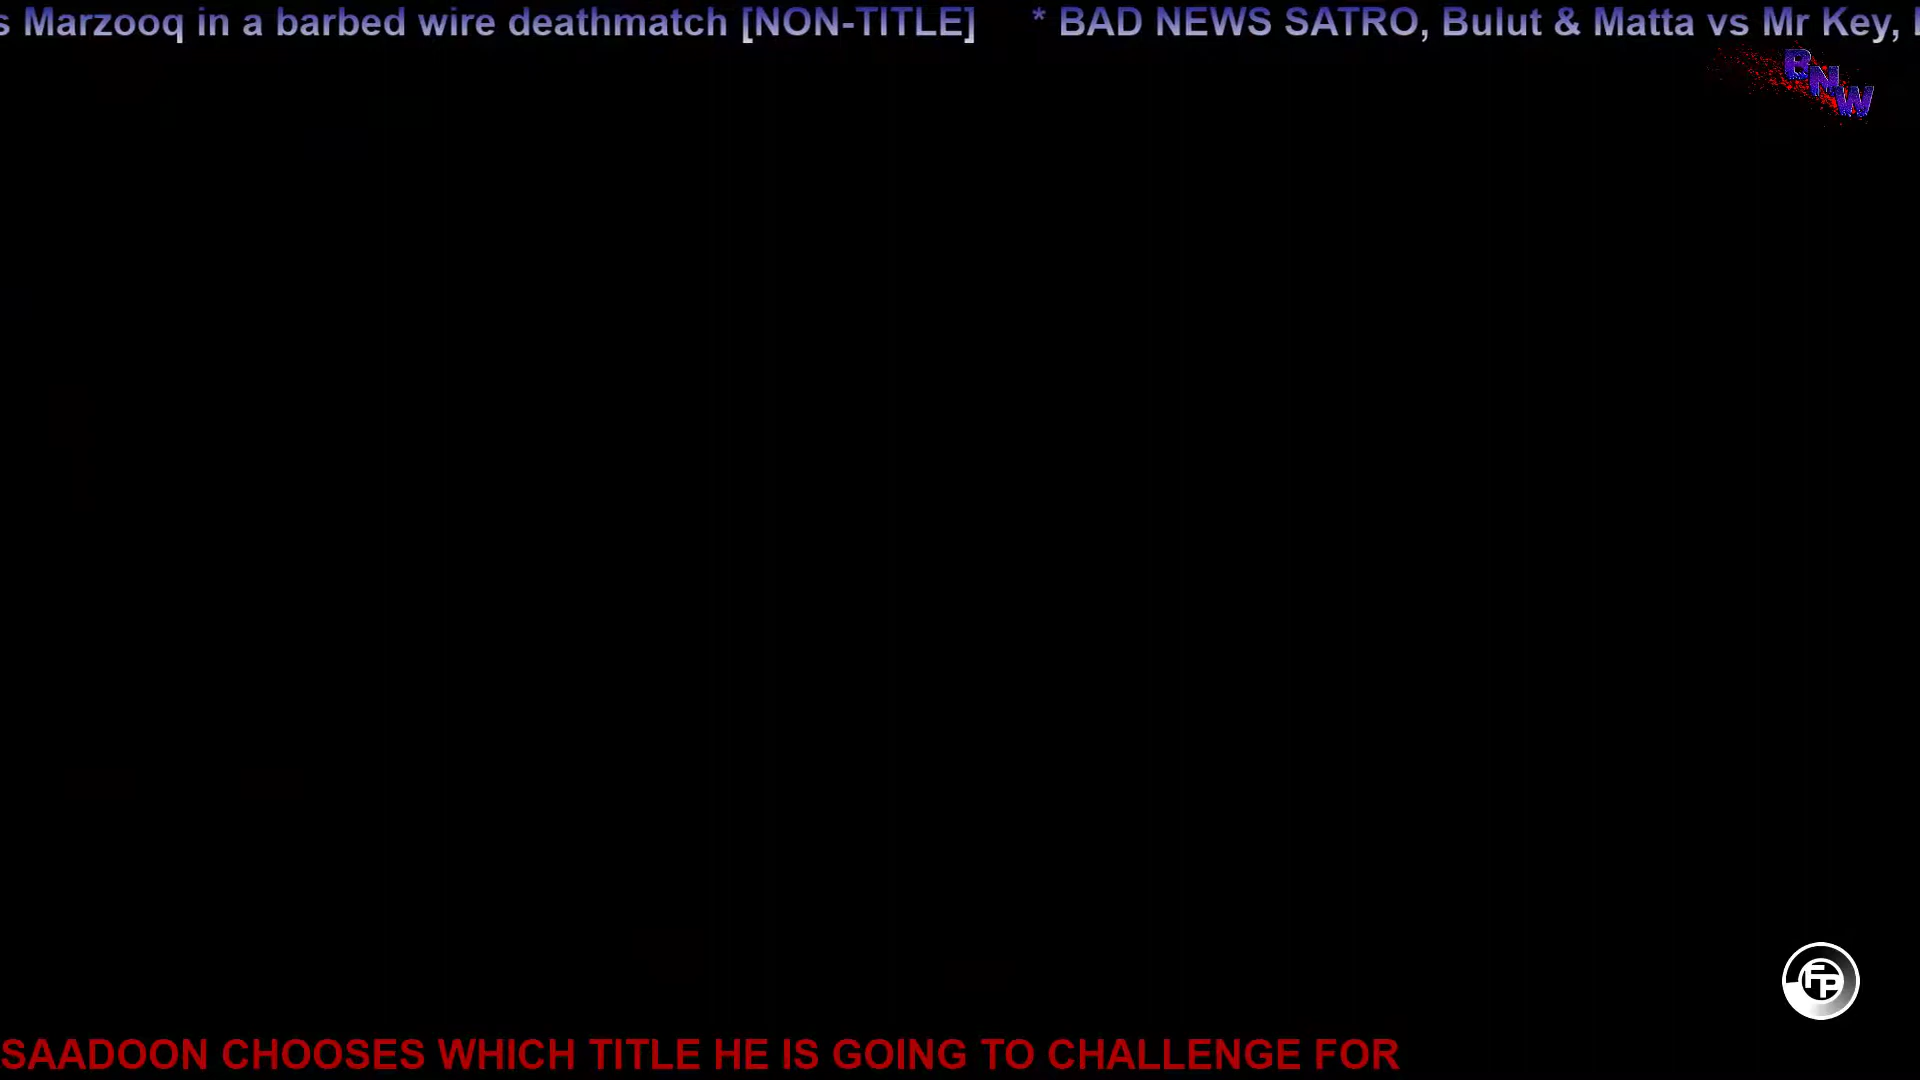 s Marzooq in a barbed wire deathmatch [NON-TITLE] * BAD NEWS SATRO, Bulut & Matta vs Mr Key,
BNW
FP
SAADOON CHOOSES WHICH TITLE HE IS GOING TO CHALLENGE FOR